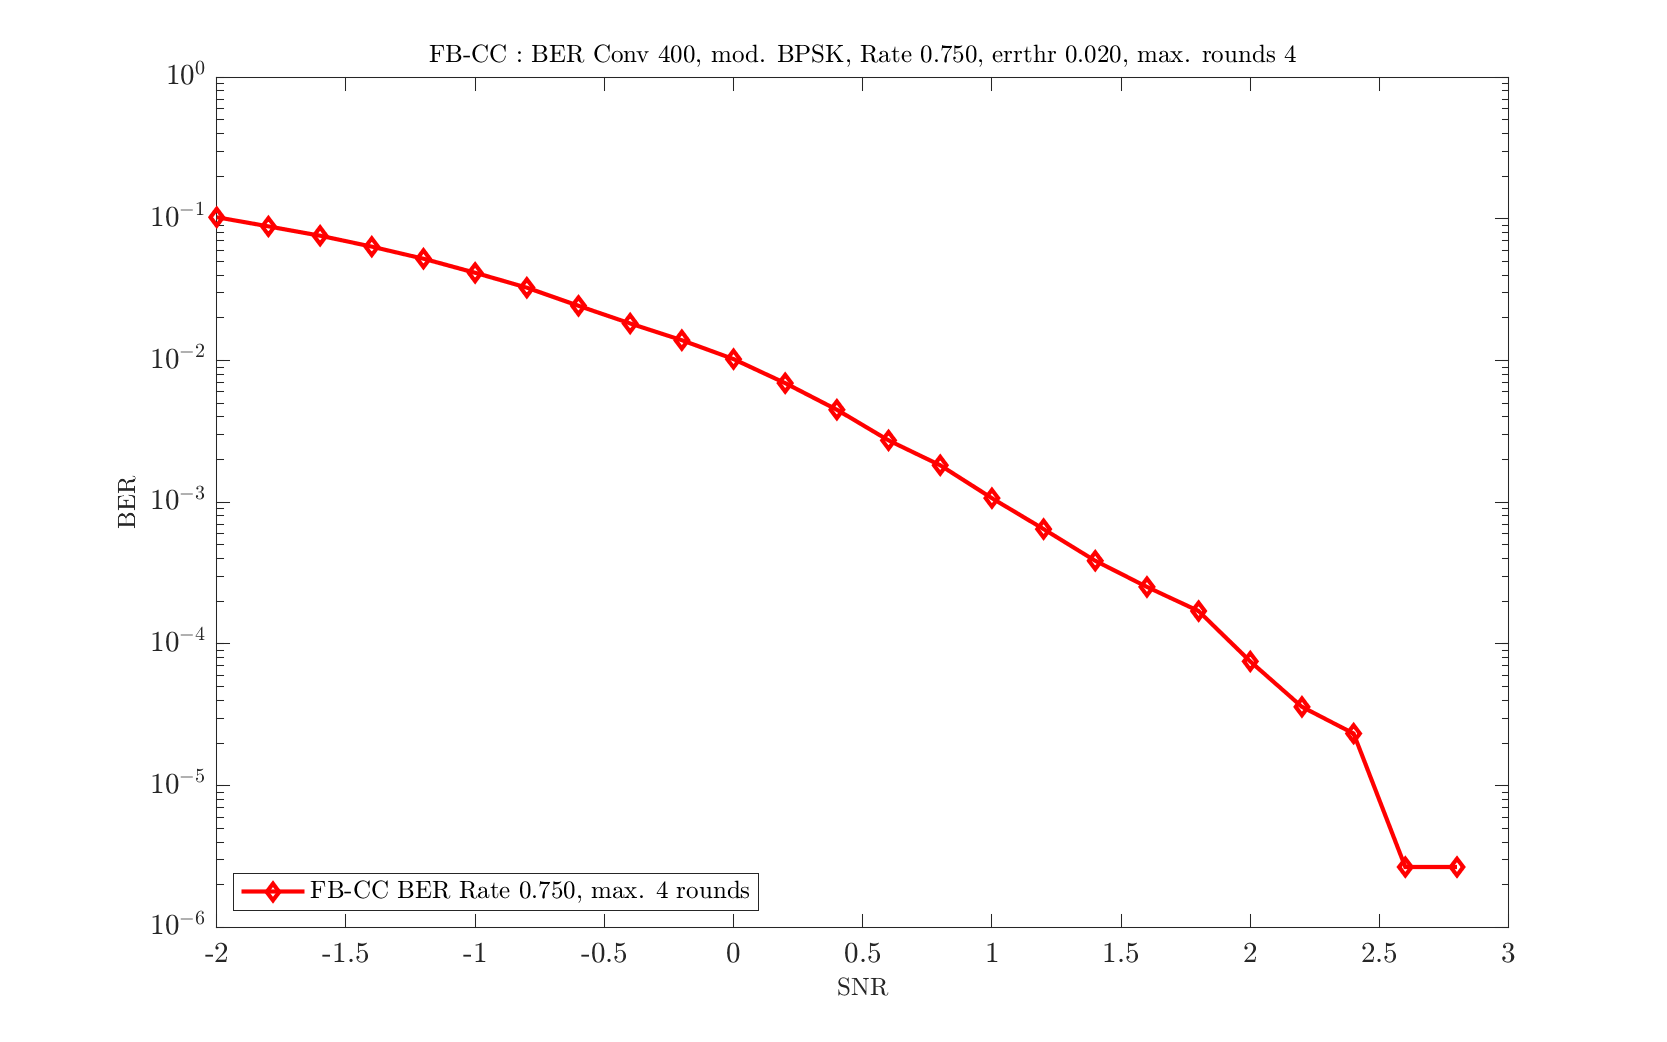 FB-CC : BER Conv 400, mod. BPSK, Rate 0.750, errthr 0.020, max. rounds 4
10^0
10^-1
10^-2
10^-3
10^-4
10^-5
10^-6
BER
FB-CC BER Rate 0.750, max. 4 rounds
-2 -1.5 -1 -0.5 0 0.5 1 1.5 2 2.5 3
SNR